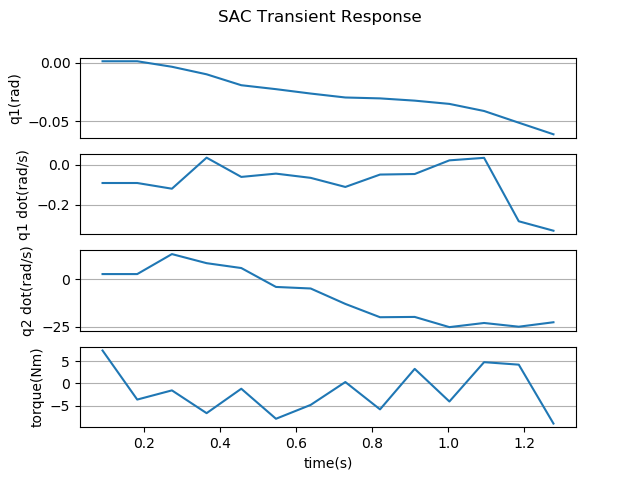 SAC Transient Response
q1(rad)
0.00
−0.05
q1 dot(rad/s)
0.0
−0.2
q2 dot(rad/s)
0
−25
torque(Nm)
5
0
−5
0.2 0.4 0.6 0.8 1.0 1.2
time(s)